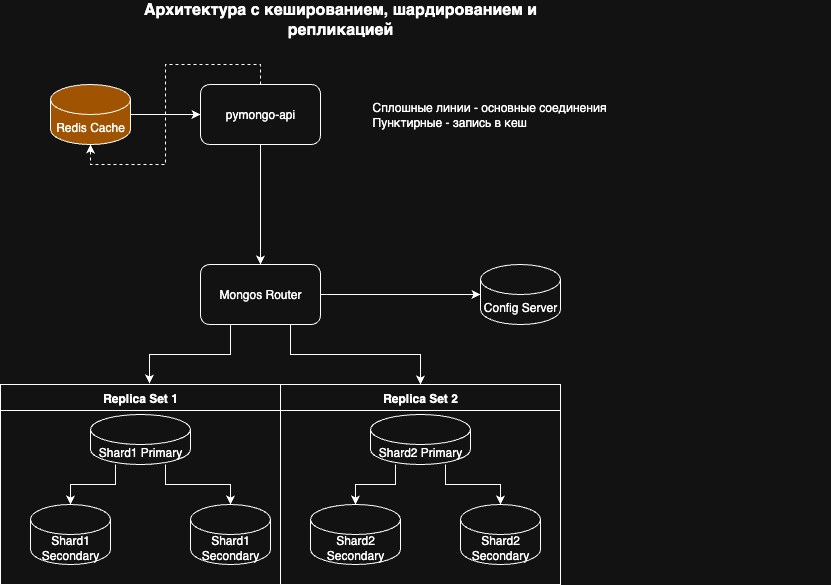 Архитектура с кешированием, шардированием и
репликацией
Redis Cache
pymongo-api
Сплошные линии - основные соединения
Пунктирные - запись в кеш
Mongos Router
Config Server
Replica Set 1
Replica Set 2
Shard1 Primary
Shard2 Primary
Shard1
Secondary
Shard1
Secondary
Shard2
Secondary
Shard2
Secondary